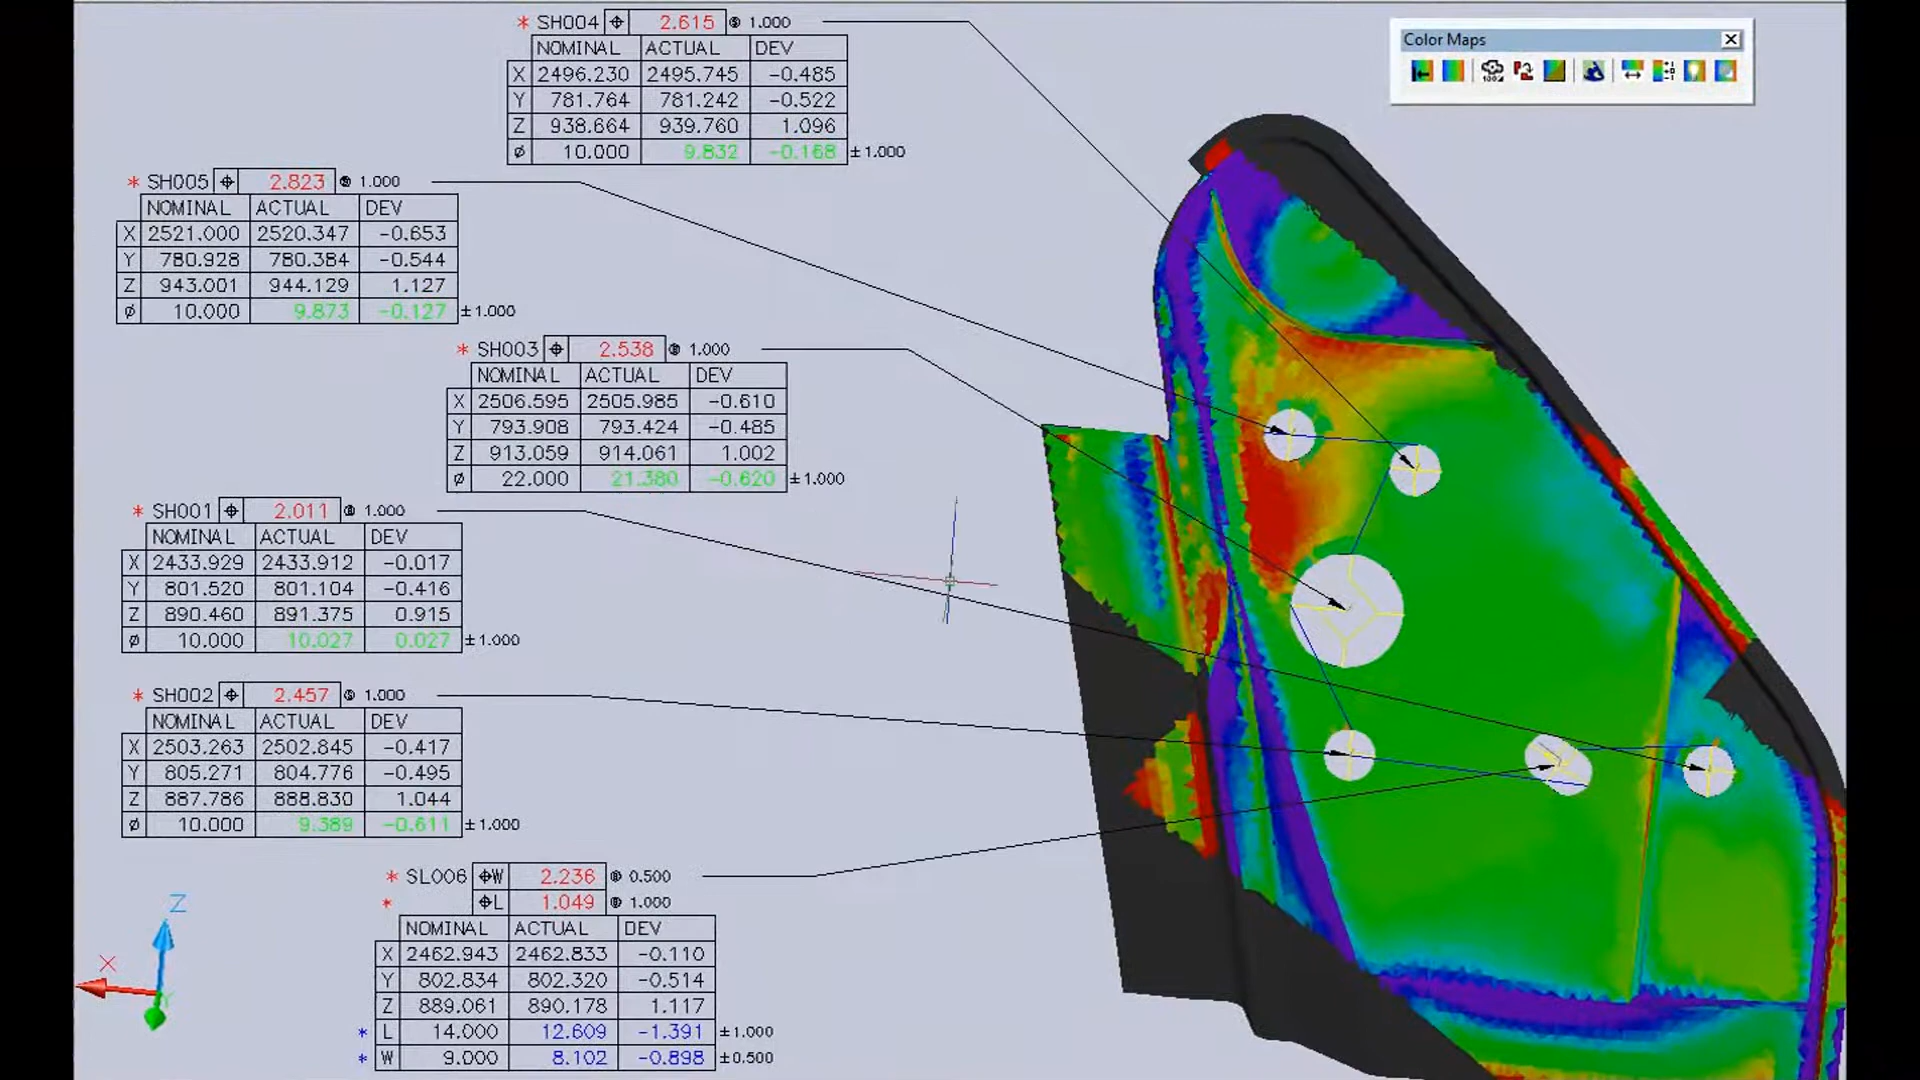 * SH004 ⌖ 2.615 Ⓢ 1.000
NOMINAL ACTUAL DEV
X 2496.230 2495.745 -0.485
Y 781.764 781.242 -0.522
Z 938.664 939.760 1.096
ø 10.000 9.832 -0.168 ±1.000
Color Maps
* SH005 ⌖ 2.823 Ⓢ 1.000
NOMINAL ACTUAL DEV
X 2521.000 2520.347 -0.653
Y 780.928 780.384 -0.544
Z 943.001 944.129 1.127
ø 10.000 9.873 -0.127 ±1.000
* SH003 ⌖ 2.538 Ⓢ 1.000
NOMINAL ACTUAL DEV
X 2506.595 2505.985 -0.610
Y 793.908 793.424 -0.485
Z 913.059 914.061 1.002
ø 22.000 21.380 -0.620 ±1.000
* SH001 ⌖ 2.011 Ⓢ 1.000
NOMINAL ACTUAL DEV
X 2433.929 2433.912 -0.017
Y 801.520 801.104 -0.416
Z 890.460 891.375 0.915
ø 10.000 10.027 0.027 ±1.000
* SH002 ⌖ 2.457 Ⓢ 1.000
NOMINAL ACTUAL DEV
X 2503.263 2502.845 -0.417
Y 805.271 804.776 -0.495
Z 887.786 888.830 1.044
ø 10.000 9.389 -0.611 ±1.000
* SL006 ⌖W 2.236 Ⓢ 0.500
* ⌖L 1.049 Ⓢ 1.000
NOMINAL ACTUAL DEV
X 2462.943 2462.833 -0.110
Y 802.834 802.320 -0.514
Z 889.061 890.178 1.117
* L 14.000 12.609 -1.391 ±1.000
* W 9.000 8.102 -0.898 ±0.500
Z
X
Y